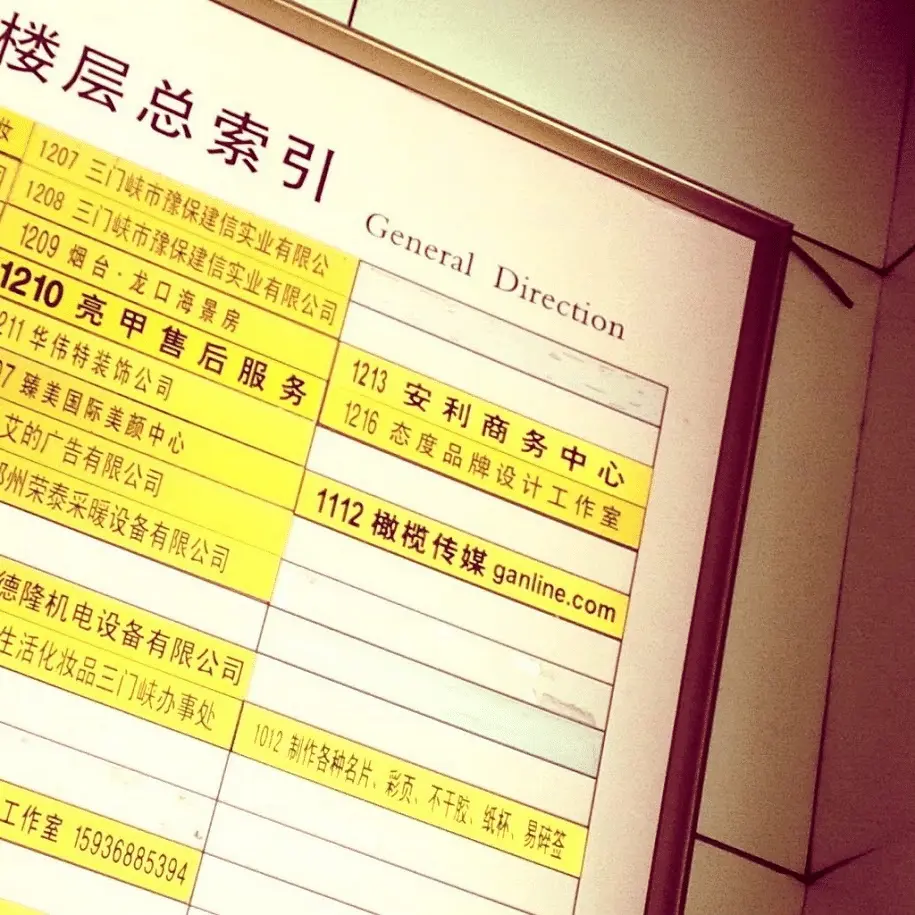 楼层总索引
General Direction
妆
1207 三门峡市豫保建信实业有限公
司
1208 三门峡市豫保建信实业有限公司
1209 烟台·龙口海景房
1210 亮甲售后服务
211 华伟特装饰公司
07 臻美国际美颜中心
艾的广告有限公司
郑州荣泰采暖设备有限公司
德隆机电设备有限公司
生活化妆品三门峡办事处
工作室 15936885394
1213 安利商务中心
1216 态度品牌设计工作室
1112 橄榄传媒 ganline.com
1012 制作各种名片、彩页、不干胶、纸杯、易碎签